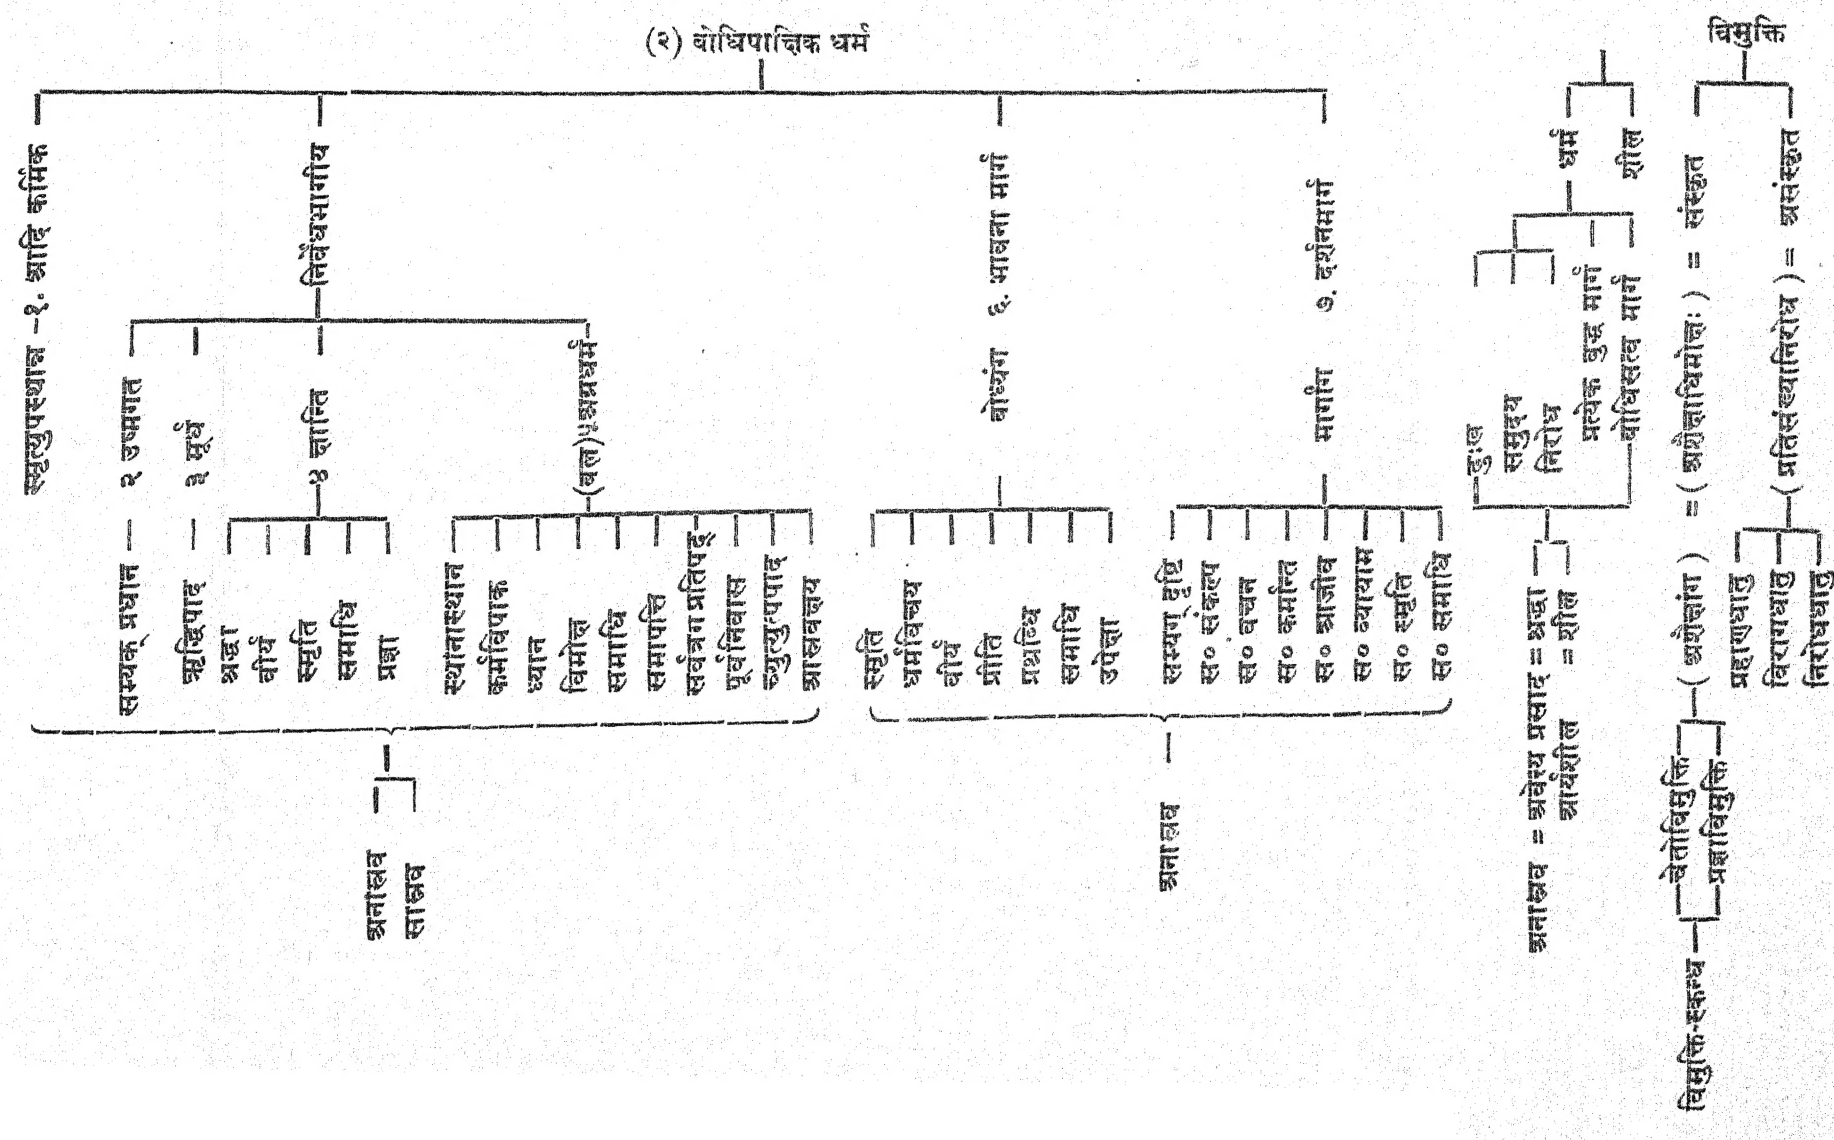 (२) बोधिपाक्षिक धर्म
विमुक्ति
स्मृत्युपस्थान -१. आदि कर्मिक
निर्वेधभागीय
बोध्यंग ६. भावना मार्ग
मार्गांग ७. दर्शनमार्ग
धर्म
शील
= संस्कृत
= असंस्कृत
सम्यक् प्रधान — २ उष्मगत
ऋद्धिपाद — ३ मूर्ध
४ क्षान्ति
(बल) ५ अग्रधर्म
श्रद्धा
वीर्य
स्मृति
समाधि
प्रज्ञा
स्थानास्थान
कर्मविपाक
ध्यान
विमोक्ष
समाधि
समापत्ति
सर्वत्रग प्रतिपद्
पूर्वनिवास
च्युत्युत्पपाद्
आस्रवक्षय
स्मृति
धर्मविचय
वीर्य
प्रीति
प्रश्रब्धि
समाधि
उपेक्षा
सम्यग् दृष्टि
स० संकल्प
स० वचन
स० कर्मान्त
स० आजीव
स० व्यायाम
स० स्मृति
स० समाधि
दुःख
समुदय
निरोध
प्रत्येक बुद्ध मार्ग
बोधिसत्व मार्ग
अनास्रव = अवेत्य प्रसाद = श्रद्धा
आर्यशील = शील
( अशैक्षांग ) = ( अशैक्षाधिमोक्षः )
( प्रतिसंख्यानिरोध )
प्रहाणधातु
विरागधातु
निरोधधातु
चेतोविमुक्ति
प्रज्ञाविमुक्ति
विमुक्ति-स्कन्ध
अनास्रव
सास्रव
अनास्रव